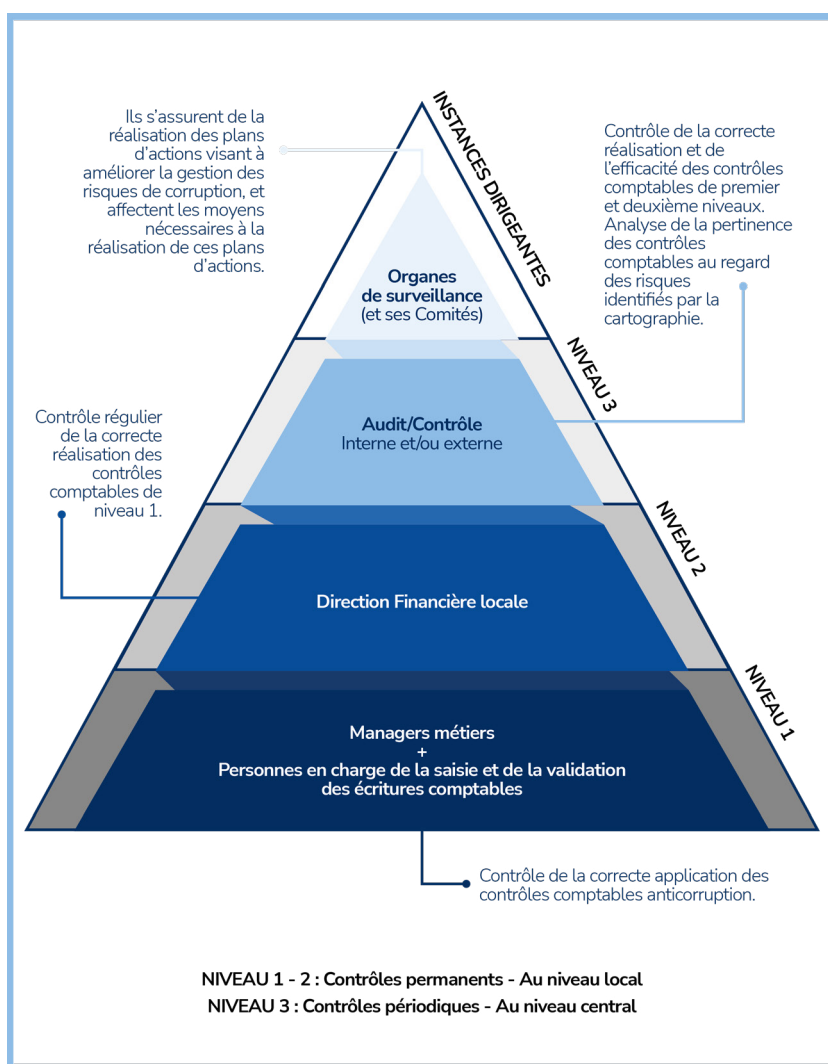 Ils s'assurent de la
réalisation des plans
d'actions visant à
améliorer la gestion des
risques de corruption, et
affectent les moyens
nécessaires à la
réalisation de ces plans
d'actions.
INSTANCES DIRIGEANTES
Contrôle de la correcte
réalisation et de
l'efficacité des contrôles
comptables de premier
et deuxième niveaux.
Analyse de la pertinence
des contrôles
comptables au regard
des risques
identifiés par la
cartographie.
Organes
de surveillance
(et ses Comités)
NIVEAU 3
Audit/Contrôle
Interne et/ou externe
Contrôle régulier
de la correcte
réalisation des
contrôles
comptables de
niveau 1.
NIVEAU 2
Direction Financière locale
NIVEAU 1
Managers métiers
+
Personnes en charge de la saisie et de la validation
des écritures comptables
Contrôle de la correcte application des
contrôles comptables anticorruption.
NIVEAU 1 - 2 : Contrôles permanents - Au niveau local
NIVEAU 3 : Contrôles périodiques - Au niveau central